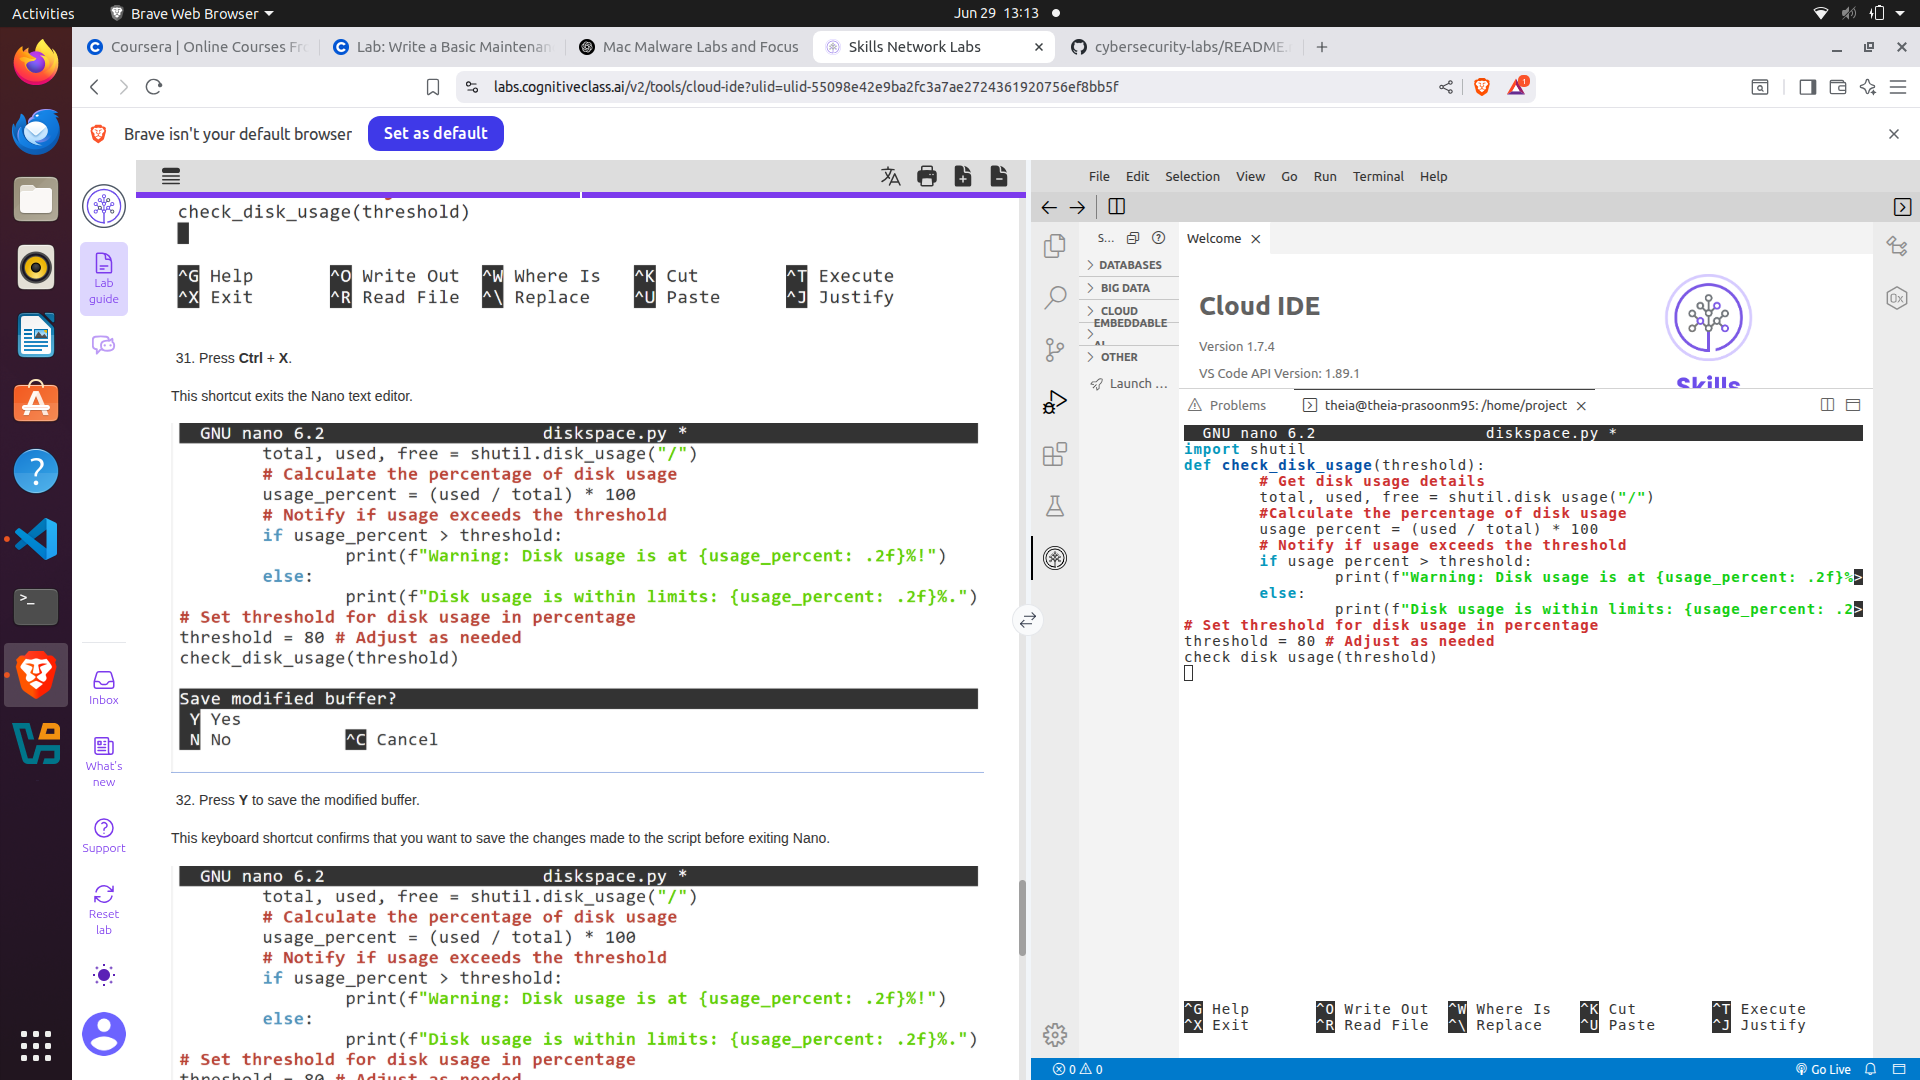 Activities
Brave Web Browser
Jun 29 13:13
Coursera | Online Courses Fr
Lab: Write a Basic Maintenan
Mac Malware Labs and Focus
Skills Network Labs
cybersecurity-labs/README.
labs.cognitiveclass.ai/v2/tools/cloud-ide?ulid=ulid-55098e42e9ba2fc3a7ae2724361920756ef8bb5f
1
Brave isn't your default browser
Set as default
Lab guide
Inbox
What's new
Support
Reset lab
check_disk_usage(threshold)
^G Help ^O Write Out ^W Where Is ^K Cut ^T Execute
^X Exit ^R Read File ^\ Replace ^U Paste ^J Justify
31. Press Ctrl + X.
This shortcut exits the Nano text editor.
GNU nano 6.2 diskspace.py *
total, used, free = shutil.disk_usage("/")
# Calculate the percentage of disk usage
usage_percent = (used / total) * 100
# Notify if usage exceeds the threshold
if usage_percent > threshold:
print(f"Warning: Disk usage is at {usage_percent: .2f}%!")
else:
print(f"Disk usage is within limits: {usage_percent: .2f}%.")
# Set threshold for disk usage in percentage
threshold = 80 # Adjust as needed
check_disk_usage(threshold)
Save modified buffer?
Y Yes
N No ^C Cancel
32. Press Y to save the modified buffer.
This keyboard shortcut confirms that you want to save the changes made to the script before exiting Nano.
GNU nano 6.2 diskspace.py *
total, used, free = shutil.disk_usage("/")
# Calculate the percentage of disk usage
usage_percent = (used / total) * 100
# Notify if usage exceeds the threshold
if usage_percent > threshold:
print(f"Warning: Disk usage is at {usage_percent: .2f}%!")
else:
print(f"Disk usage is within limits: {usage_percent: .2f}%.")
# Set threshold for disk usage in percentage
threshold = 80 # Adjust as needed
File Edit Selection View Go Run Terminal Help
S...
DATABASES
BIG DATA
CLOUD
EMBEDDABLE AI
OTHER
Launch ...
Welcome
Cloud IDE
Version 1.7.4
VS Code API Version: 1.89.1
Skills
Problems
theia@theia-prasoonm95: /home/project
GNU nano 6.2 diskspace.py *
import shutil
def check_disk_usage(threshold):
# Get disk usage details
total, used, free = shutil.disk usage("/")
#Calculate the percentage of disk usage
usage percent = (used / total) * 100
# Notify if usage exceeds the threshold
if usage percent > threshold:
print(f"Warning: Disk usage is at {usage_percent: .2f}%>
else:
print(f"Disk usage is within limits: {usage_percent: .2>
# Set threshold for disk usage in percentage
threshold = 80 # Adjust as needed
check disk usage(threshold)
^G Help ^O Write Out ^W Where Is ^K Cut ^T Execute
^X Exit ^R Read File ^\ Replace ^U Paste ^J Justify
0 0
Go Live